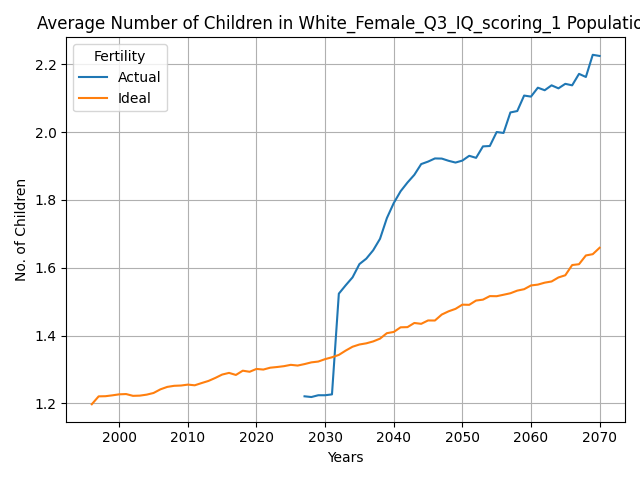 Average Number of Children in White_Female_Q3_IQ_scoring_1 Populatio
Fertility
Actual
Ideal
No. of Children
2.2
2.0
1.8
1.6
1.4
1.2
2000 2010 2020 2030 2040 2050 2060 2070
Years